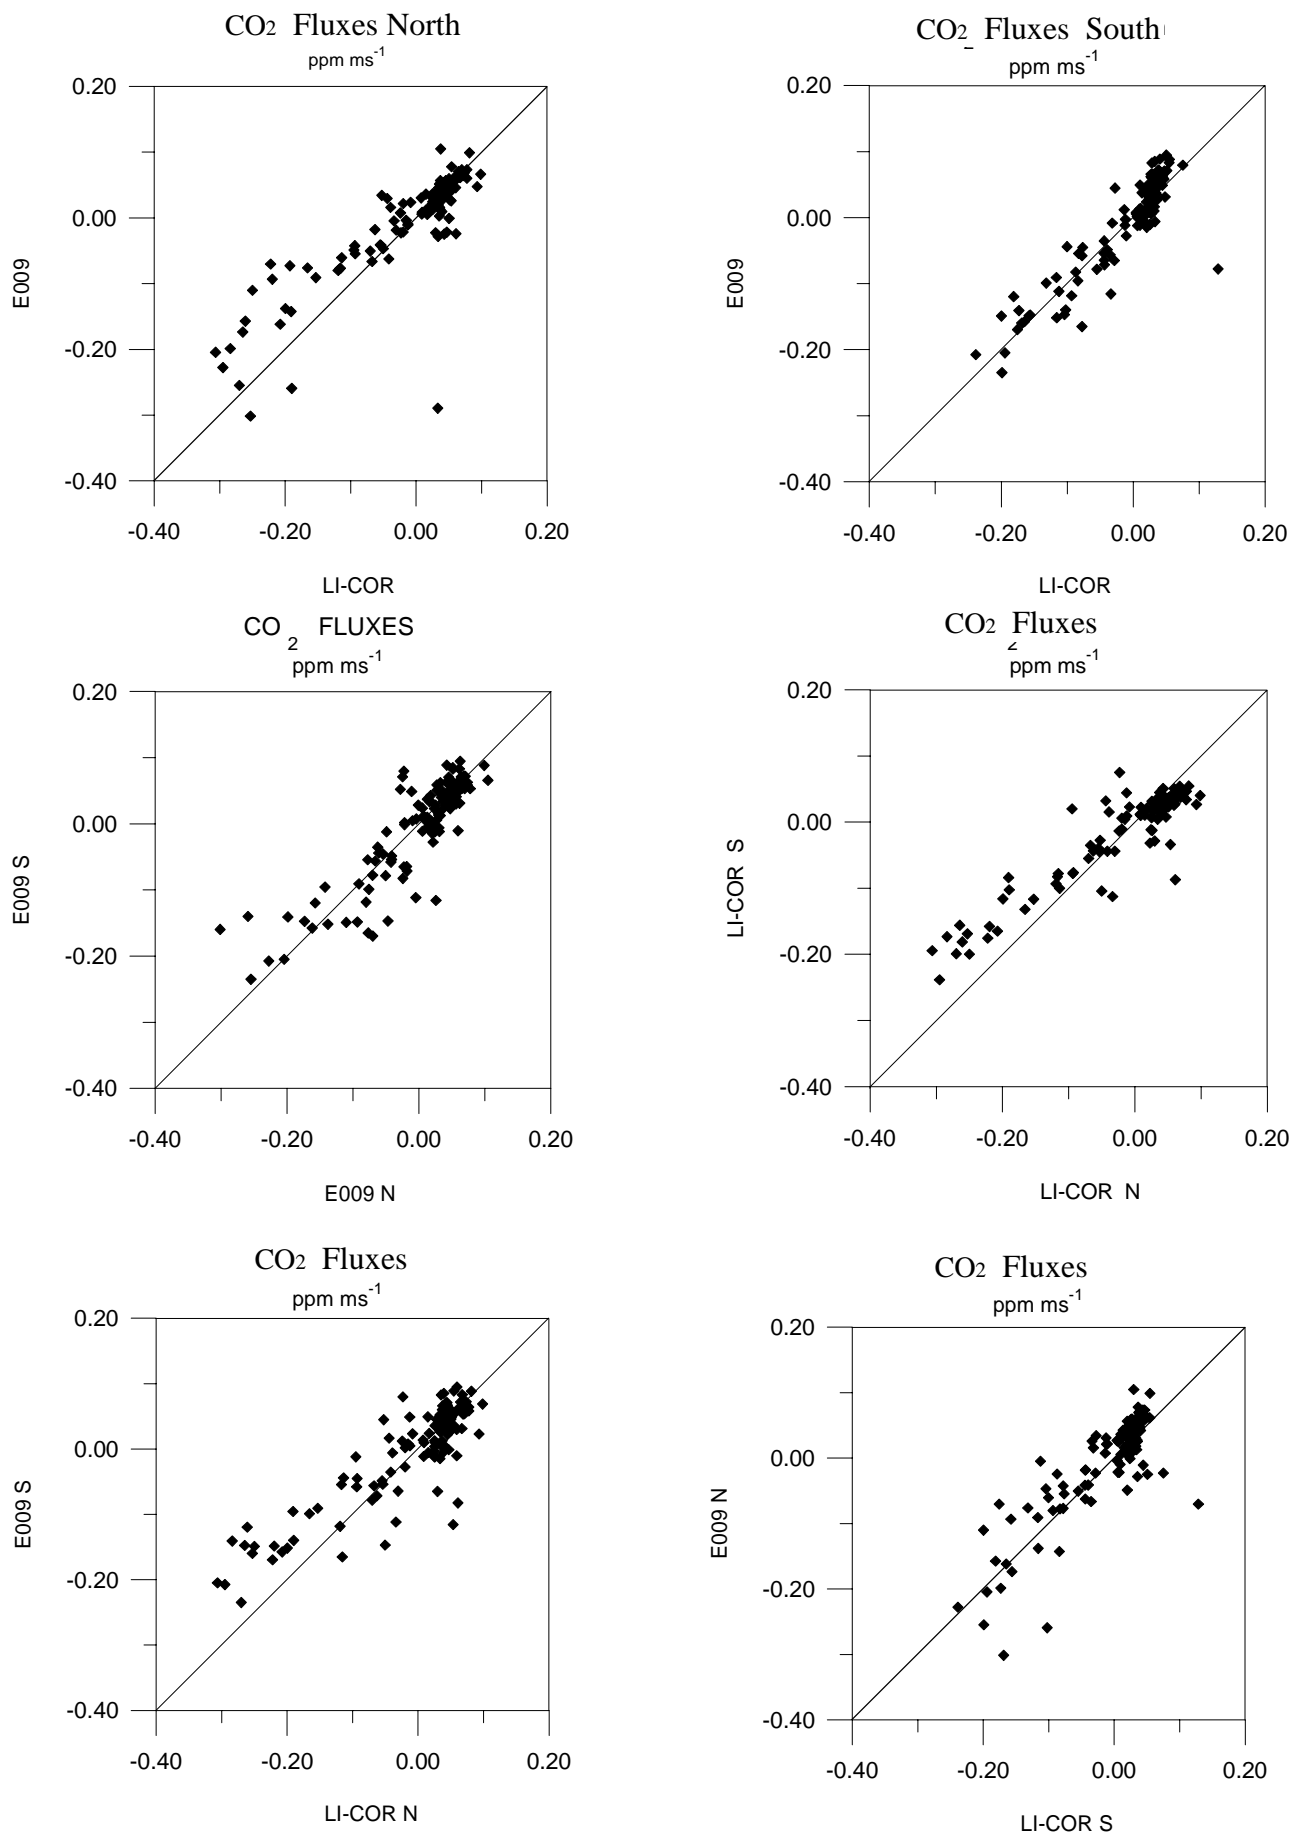 CO2 Fluxes North
ppm ms-1
0.20
0.00
-0.20
-0.40
E009
-0.40 -0.20 0.00 0.20
LI-COR
CO2 Fluxes South
ppm ms-1
0.20
0.00
-0.20
-0.40
E009
-0.40 -0.20 0.00 0.20
LI-COR
CO2 FLUXES
ppm ms-1
0.20
0.00
-0.20
-0.40
E009 S
-0.40 -0.20 0.00 0.20
E009 N
CO2 Fluxes
ppm ms-1
0.20
0.00
-0.20
-0.40
LI-COR S
-0.40 -0.20 0.00 0.20
LI-COR N
CO2 Fluxes
ppm ms-1
0.20
0.00
-0.20
-0.40
E009 S
-0.40 -0.20 0.00 0.20
LI-COR N
CO2 Fluxes
ppm ms-1
0.20
0.00
-0.20
-0.40
E009 N
-0.40 -0.20 0.00 0.20
LI-COR S